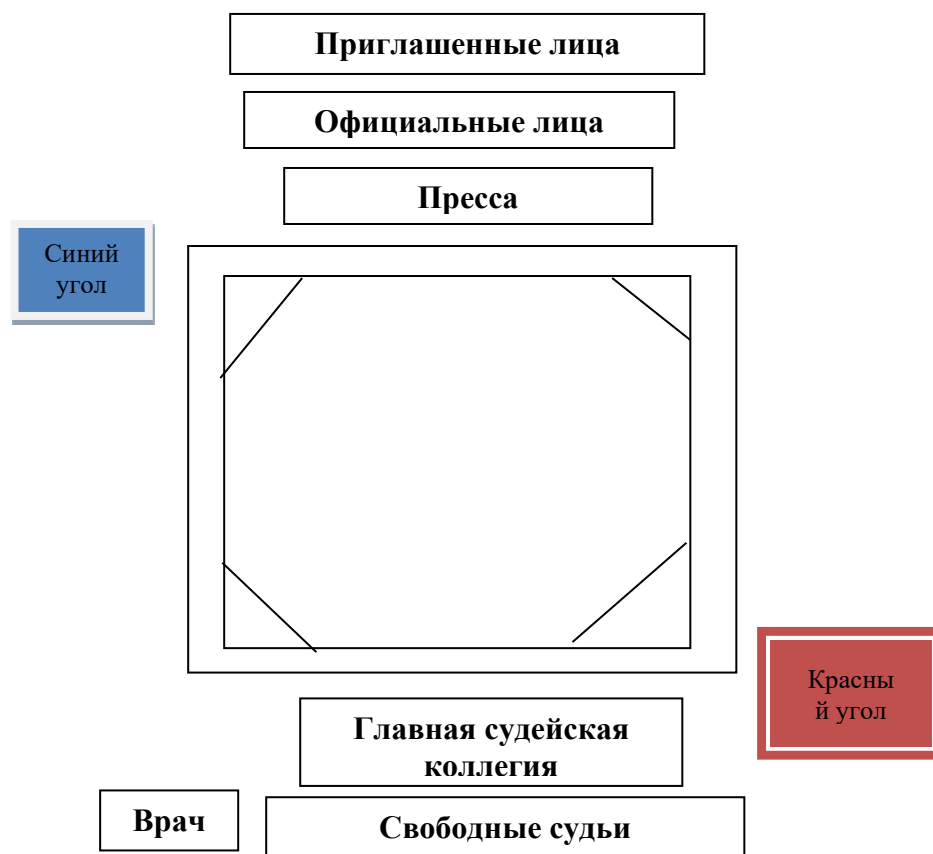 Приглашенные лица
Официальные лица
Пресса
Синий
угол
Красны
й угол
Главная судейская
коллегия
Врач
Свободные судьи